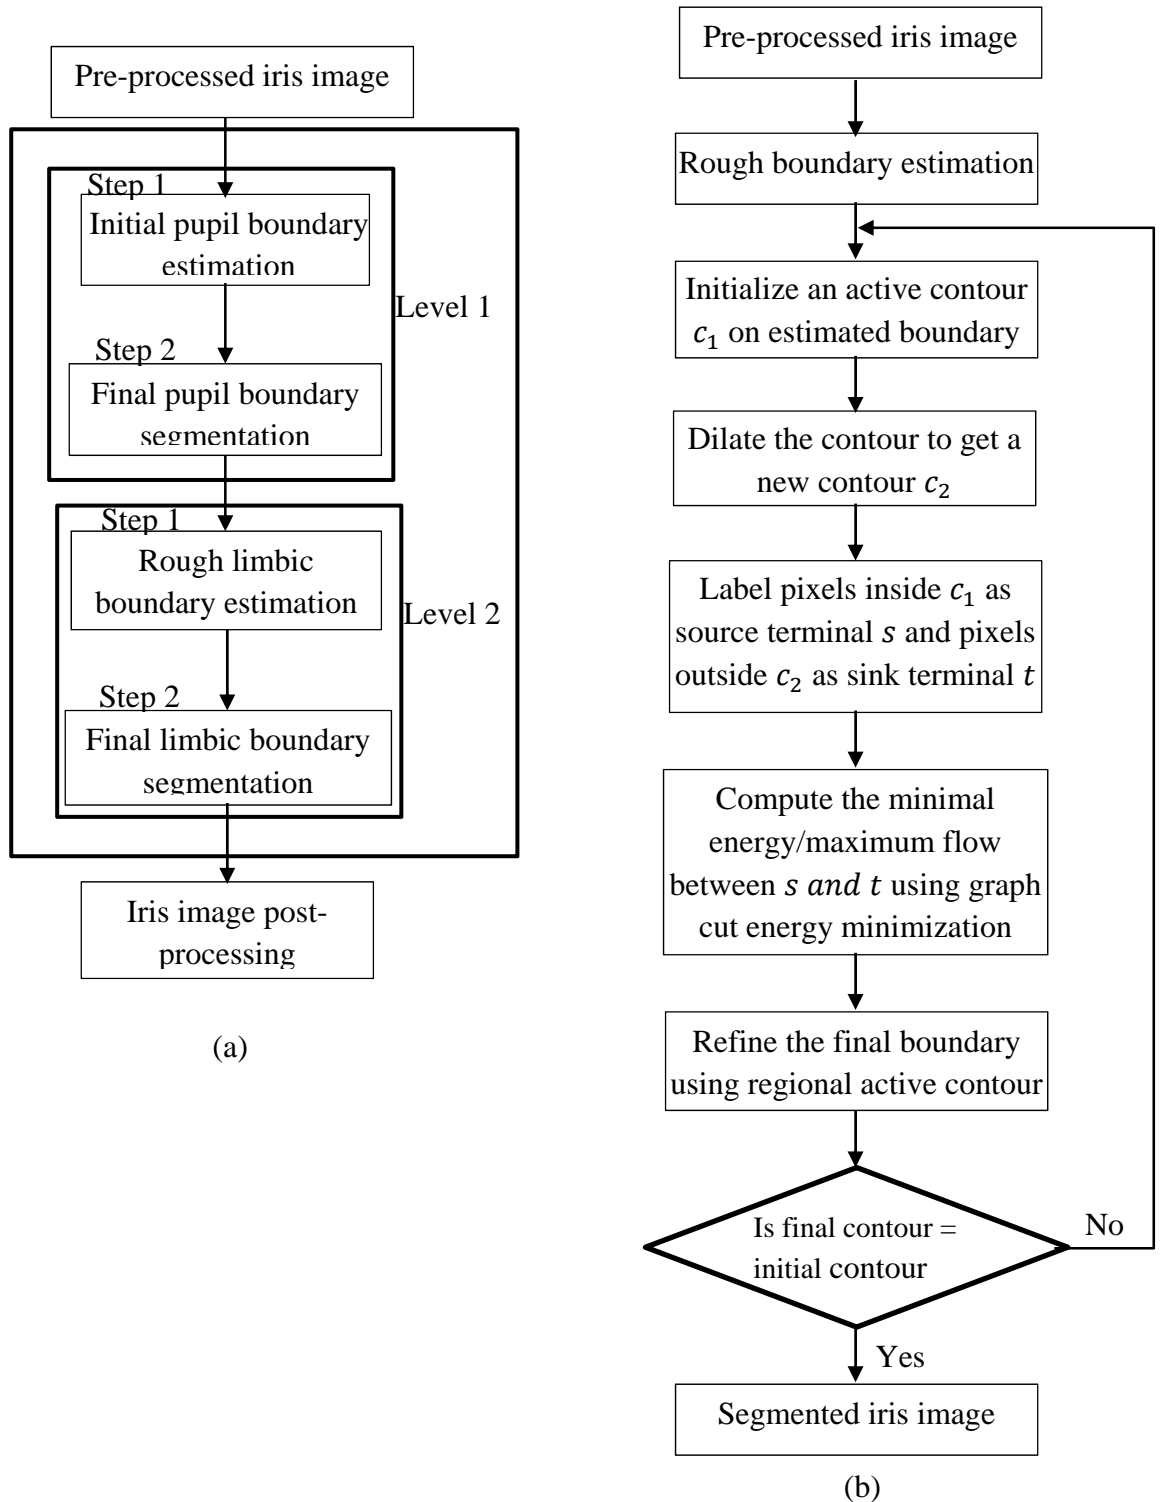 Pre-processed iris image
Step 1
Initial pupil boundary
estimation
Level 1
Step 2
Final pupil boundary
segmentation
Step 1
Rough limbic
boundary estimation
Level 2
Step 2
Final limbic boundary
segmentation
Iris image post-
processing
(a)
Pre-processed iris image
Rough boundary estimation
Initialize an active contour
c₁ on estimated boundary
Dilate the contour to get a
new contour c₂
Label pixels inside c₁ as
source terminal s and pixels
outside c₂ as sink terminal t
Compute the minimal
energy/maximum flow
between s and t using graph
cut energy minimization
Refine the final boundary
using regional active contour
Is final contour =
initial contour
No
Yes
Segmented iris image
(b)